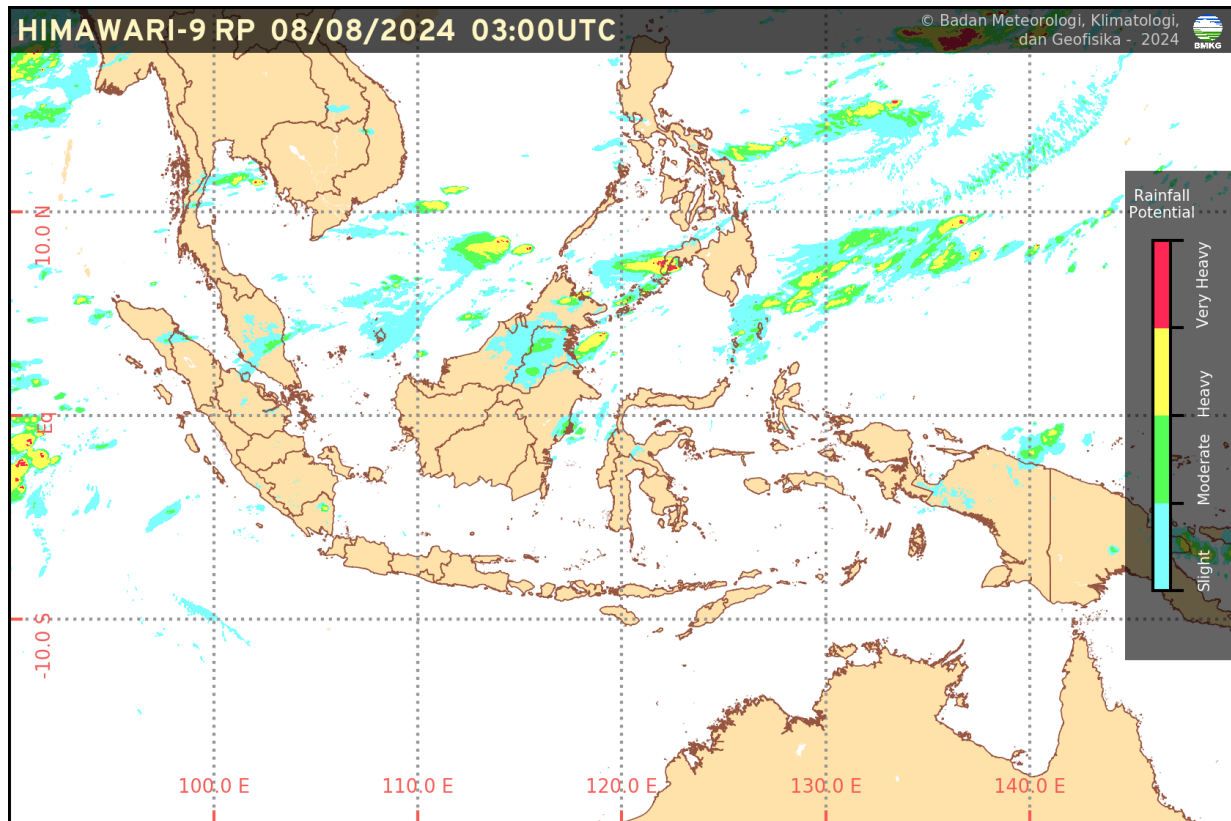 HIMAWARI-9 RP 08/08/2024 03:00UTC
© Badan Meteorologi, Klimatologi,
dan Geofisika - 2024
BMKG
Rainfall
Potential
Very Heavy
Heavy
Moderate
Slight
10.0 N
Eq
-10.0 S
100.0 E
110.0 E
120.0 E
130.0 E
140.0 E